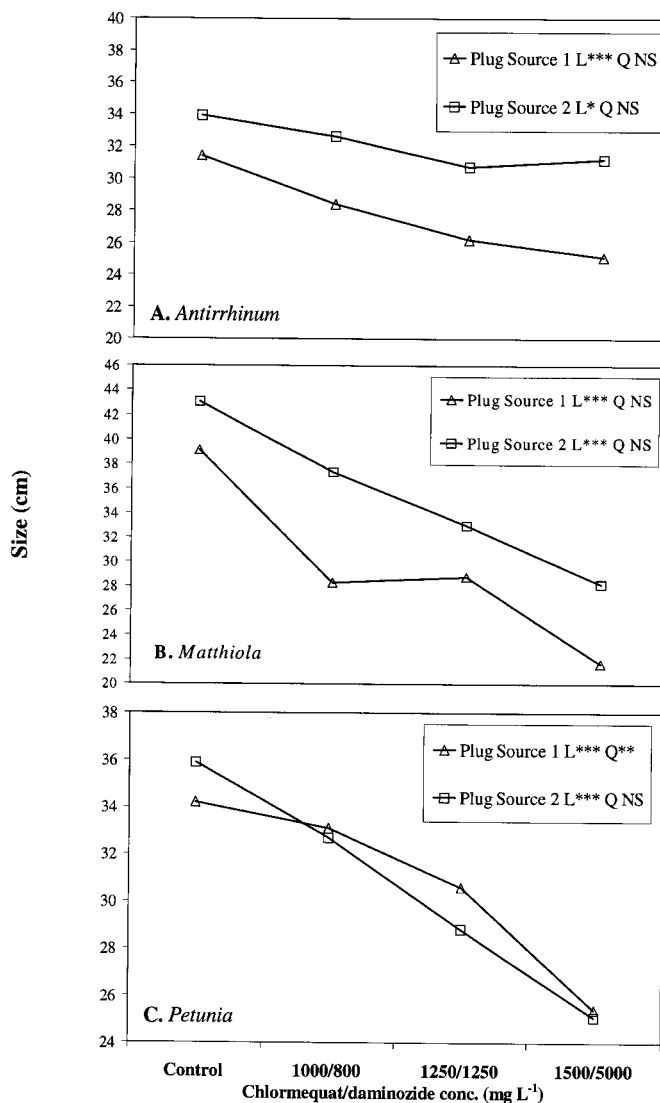 40
38
36
34
32
30
28
26
24
22
20
Plug Source 1 L*** Q NS
Plug Source 2 L* Q NS
A. Antirrhinum
46
44
42
40
38
36
34
32
30
28
26
24
22
20
Plug Source 1 L*** Q NS
Plug Source 2 L*** Q NS
B. Matthiola
Size (cm)
38
36
34
32
30
28
26
24
Plug Source 1 L*** Q**
Plug Source 2 L*** Q NS
C. Petunia
Control 1000/800 1250/1250 1500/5000
Chlormequat/daminozide conc. (mg L-1)